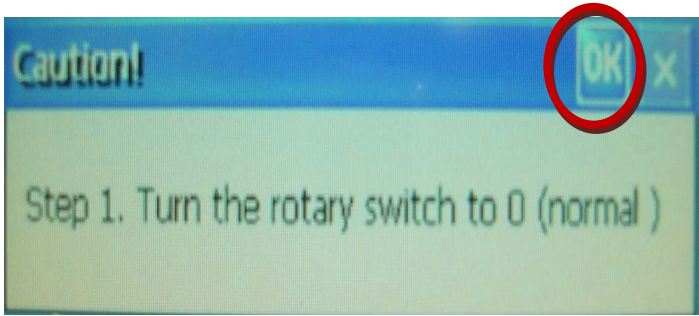 Caution! OK X
Step 1. Turn the rotary switch to 0 (normal )